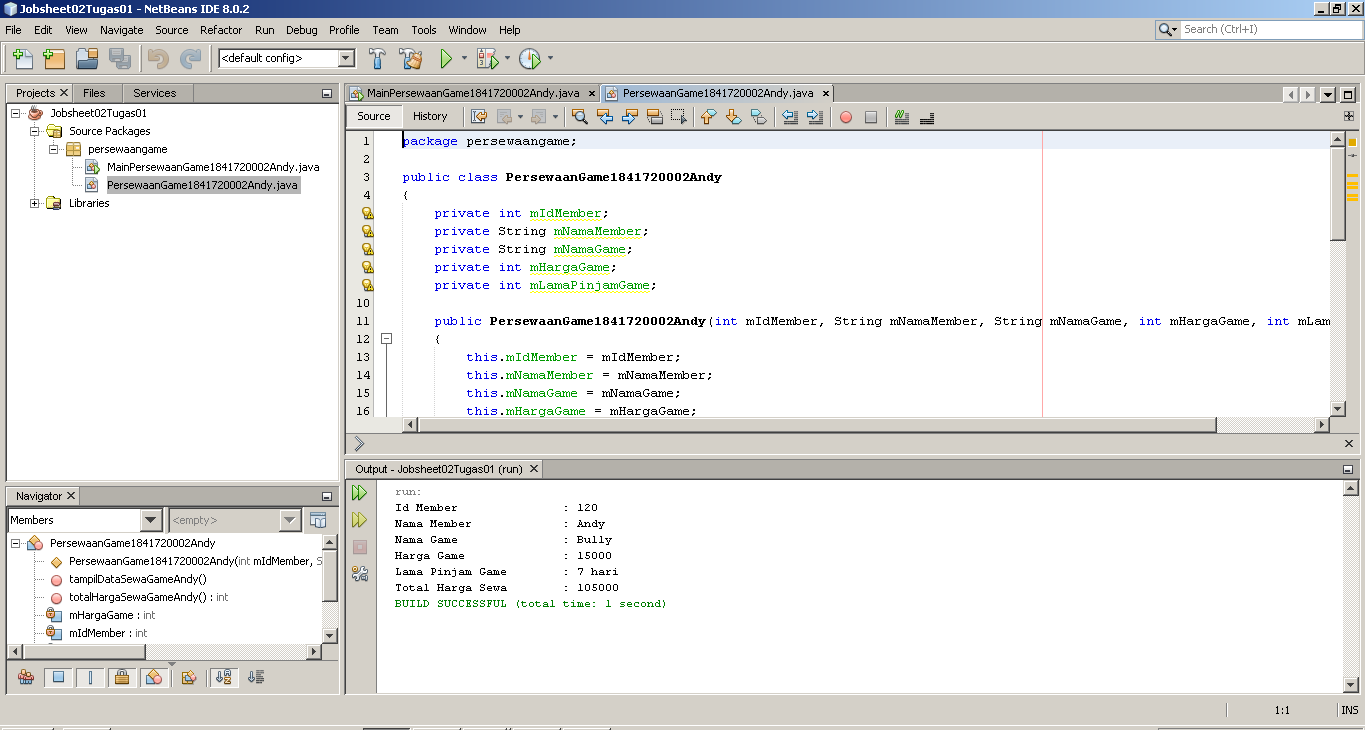 Jobsheet02Tugas01 - NetBeans IDE 8.0.2
File Edit View Navigate Source Refactor Run Debug Profile Team Tools Window Help
Search (Ctrl+I)
<default config>
Projects Files Services
Jobsheet02Tugas01
Source Packages
persewaangame
MainPersewaanGame1841720002Andy.java
PersewaanGame1841720002Andy.java
Libraries
MainPersewaanGame1841720002Andy.java PersewaanGame1841720002Andy.java
Source History
1 package persewaangame;
2
3 public class PersewaanGame1841720002Andy
4 {
private int mIdMember;
private String mNamaMember;
private String mNamaGame;
private int mHargaGame;
private int mLamaPinjamGame;
10
11 public PersewaanGame1841720002Andy(int mIdMember, String mNamaMember, String mNamaGame, int mHargaGame, int mLam
12 {
13 this.mIdMember = mIdMember;
14 this.mNamaMember = mNamaMember;
15 this.mNamaGame = mNamaGame;
16 this.mHargaGame = mHargaGame;
Navigator
Members <empty>
PersewaanGame1841720002Andy
PersewaanGame1841720002Andy(int mIdMember, S
tampilDataSewaGameAndy()
totalHargaSewaGameAndy() : int
mHargaGame : int
mIdMember : int
Output - Jobsheet02Tugas01 (run)
run:
Id Member : 120
Nama Member : Andy
Nama Game : Bully
Harga Game : 15000
Lama Pinjam Game : 7 hari
Total Harga Sewa : 105000
BUILD SUCCESSFUL (total time: 1 second)
1:1 INS